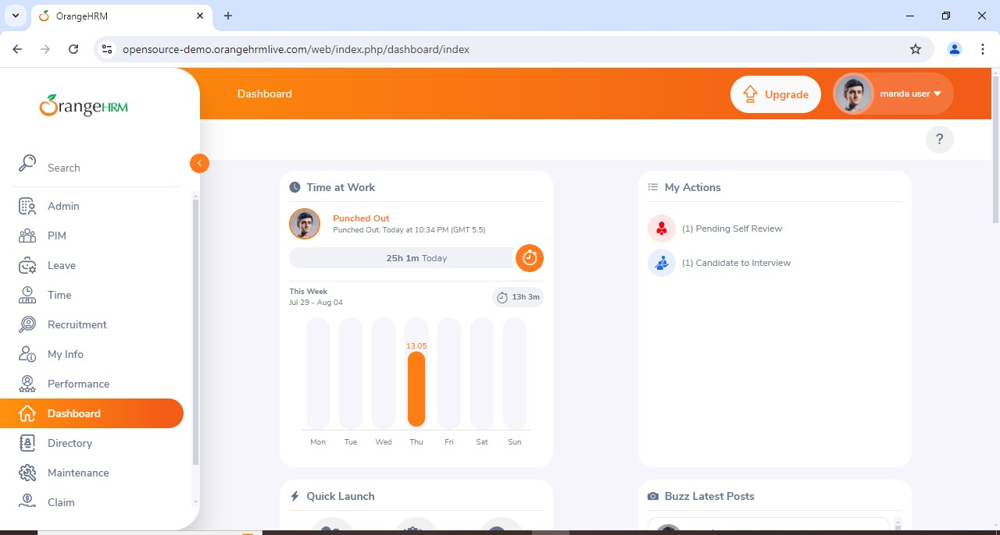 OrangeHRM
opensource-demo.orangehrmlive.com/web/index.php/dashboard/index
OrangeHRM
Dashboard
Upgrade
manda user
?
Search
Admin
PIM
Leave
Time
Recruitment
My Info
Performance
Dashboard
Directory
Maintenance
Claim
Time at Work
Punched Out
Punched Out: Today at 10:34 PM (GMT 5.5)
25h 1m Today
This Week
Jul 29 - Aug 04
13h 3m
13.05
Mon Tue Wed Thu Fri Sat Sun
My Actions
(1) Pending Self Review
(1) Candidate to Interview
Quick Launch
Buzz Latest Posts